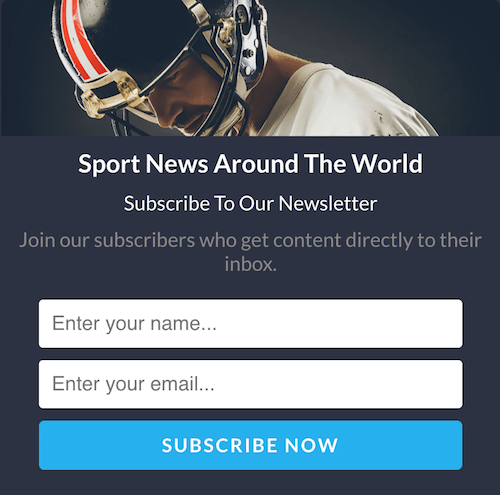 Sport News Around The World
Subscribe To Our Newsletter
Join our subscribers who get content directly to their
inbox.
Enter your name...
Enter your email...
SUBSCRIBE NOW